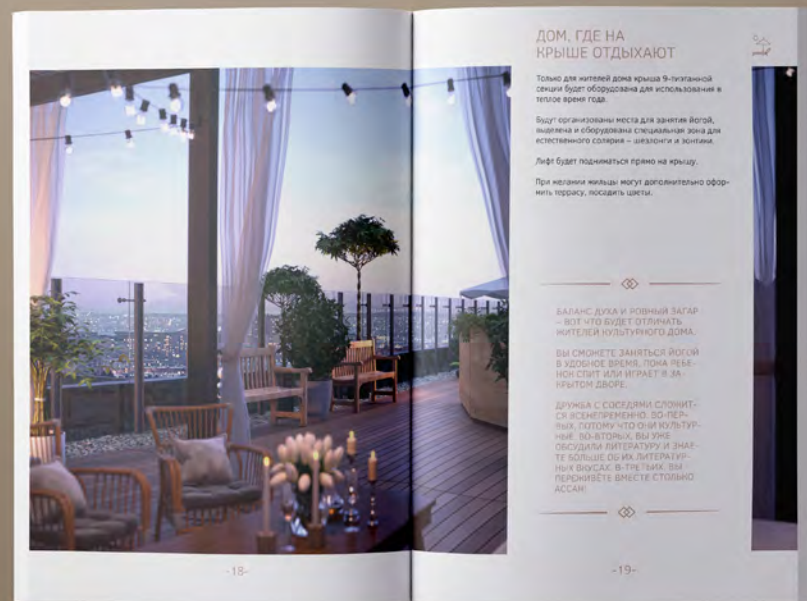 ДОМ, ГДЕ НА
КРЫШЕ ОТДЫХАЮТ
Только для жителей дома крыша 9-тиэтажной
секции будет оборудована для использования в
теплое время года.
Будут организованы места для занятия йогой,
выделена и оборудована специальная зона для
естественного солярия – шезлонги и зонтики.
Лифт будет подниматься прямо на крышу.
При желании жильцы могут дополнительно офор-
мить террасу, посадить цветы.
БАЛАНС ДУХА И РОВНЫЙ ЗАГАР
– ВОТ ЧТО БУДЕТ ОТЛИЧАТЬ
ЖИТЕЛЕЙ КУЛЬТУРНОГО ДОМА.
ВЫ СМОЖЕТЕ ЗАНЯТЬСЯ ЙОГОЙ
В УДОБНОЕ ВРЕМЯ, ПОКА РЕБЕ-
НОК СПИТ ИЛИ ИГРАЕТ В ЗА-
КРЫТОМ ДВОРЕ.
ДРУЖБА С СОСЕДЯМИ СЛОЖИТ-
СЯ ВСЕНЕПРЕМЕННО. ВО-ПЕР-
ВЫХ, ПОТОМУ ЧТО ОНИ КУЛЬТУР-
НЫЕ. ВО-ВТОРЫХ, ВЫ УЖЕ
ОБСУДИЛИ ЛИТЕРАТУРУ И ЗНАЕ-
ТЕ БОЛЬШЕ ОБ ИХ ЛИТЕРАТУР-
НЫХ ВКУСАХ. В-ТРЕТЬИХ, ВЫ
ПЕРЕЖИВЁТЕ ВМЕСТЕ СТОЛЬКО
АССАН!
-18-
-19-